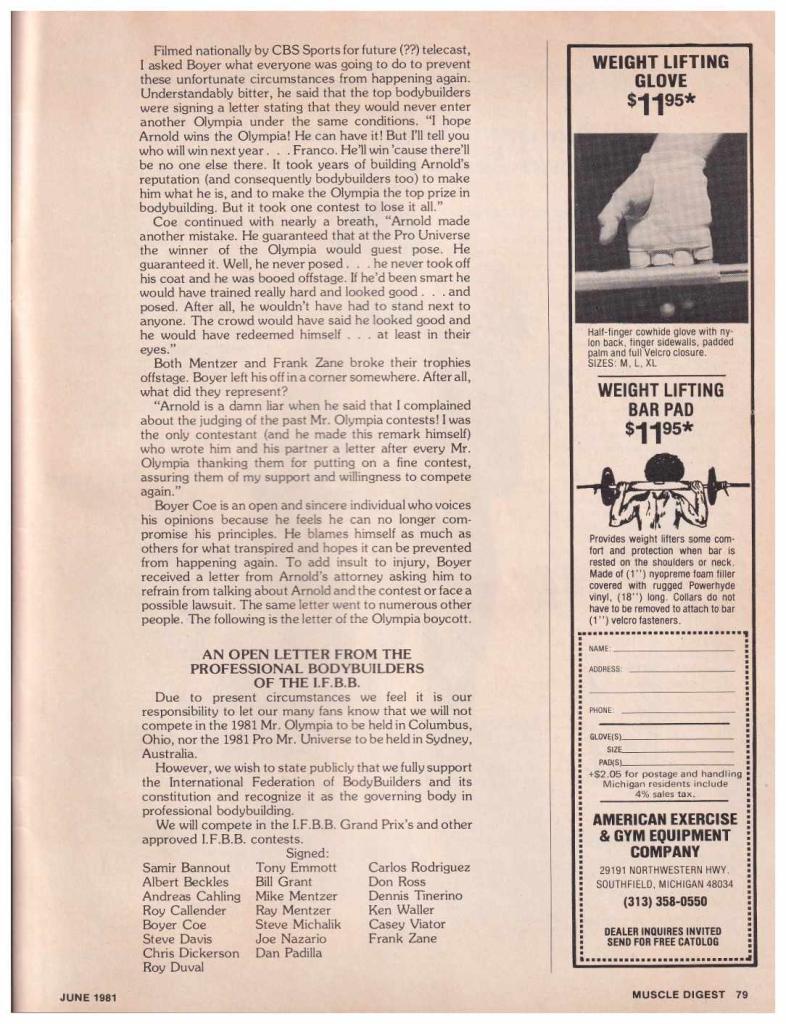 Filmed nationally by CBS Sports for future (??) telecast,
I asked Boyer what everyone was going to do to prevent
these unfortunate circumstances from happening again.
Understandably bitter, he said that the top bodybuilders
were signing a letter stating that they would never enter
another Olympia under the same conditions. “I hope
Arnold wins the Olympia! He can have it! But I'll tell you
who will win next year . . . Franco. He'll win 'cause there'll
be no one else there. It took years of building Arnold's
reputation (and consequently bodybuilders too) to make
him what he is, and to make the Olympia the top prize in
bodybuilding. But it took one contest to lose it all.”
Coe continued with nearly a breath, “Arnold made
another mistake. He guaranteed that at the Pro Universe
the winner of the Olympia would guest pose. He
guaranteed it. Well, he never posed . . . he never took off
his coat and he was booed offstage. If he'd been smart he
would have trained really hard and looked good . . . and
posed. After all, he wouldn't have had to stand next to
anyone. The crowd would have said he looked good and
he would have redeemed himself . . . at least in their
eyes.”
Both Mentzer and Frank Zane broke their trophies
offstage. Boyer left his off in a corner somewhere. After all,
what did they represent?
“Arnold is a damn liar when he said that I complained
about the judging of the past Mr. Olympia contests! I was
the only contestant (and he made this remark himself)
who wrote him and his partner a letter after every Mr.
Olympia thanking them for putting on a fine contest,
assuring them of my support and willingness to compete
again.”
Boyer Coe is an open and sincere individual who voices
his opinions because he feels he can no longer com-
promise his principles. He blames himself as much as
others for what transpired and hopes it can be prevented
from happening again. To add insult to injury, Boyer
received a letter from Arnold's attorney asking him to
refrain from talking about Arnold and the contest or face a
possible lawsuit. The same letter went to numerous other
people. The following is the letter of the Olympia boycott.
AN OPEN LETTER FROM THE
PROFESSIONAL BODYBUILDERS
OF THE I.F.B.B.
Due to present circumstances we feel it is our
responsibility to let our many fans know that we will not
compete in the 1981 Mr. Olympia to be held in Columbus,
Ohio, nor the 1981 Pro Mr. Universe to be held in Sydney,
Australia.
However, we wish to state publicly that we fully support
the International Federation of BodyBuilders and its
constitution and recognize it as the governing body in
professional bodybuilding.
We will compete in the I.F.B.B. Grand Prix's and other
approved I.F.B.B. contests.
Signed:
Samir Bannout
Albert Beckles
Andreas Cahling
Roy Callender
Boyer Coe
Steve Davis
Chris Dickerson
Roy Duval
Tony Emmott
Bill Grant
Mike Mentzer
Ray Mentzer
Steve Michalik
Joe Nazario
Dan Padilla
Carlos Rodriguez
Don Ross
Dennis Tinerino
Ken Waller
Casey Viator
Frank Zane
WEIGHT LIFTING
GLOVE
$11.95*
Half-finger cowhide glove with ny-
lon back, finger sidewalls, padded
palm and full Velcro closure.
SIZES: M, L, XL
WEIGHT LIFTING
BAR PAD
$11.95*
Provides weight lifters some com-
fort and protection when bar is
rested on the shoulders or neck.
Made of (1'') nyopreme foam filler
covered with rugged Powerhyde
vinyl, (18'') long. Collars do not
have to be removed to attach to bar
(1'') velcro fasteners.
NAME:
ADDRESS:
PHONE:
GLOVE(S)
SIZE
PAD(S)
+$2.05 for postage and handling
Michigan residents include
4% sales tax.
AMERICAN EXERCISE
& GYM EQUIPMENT
COMPANY
29191 NORTHWESTERN HWY.
SOUTHFIELD, MICHIGAN 48034
(313) 358-0550
DEALER INQUIRES INVITED
SEND FOR FREE CATOLOG
JUNE 1981
MUSCLE DIGEST 79